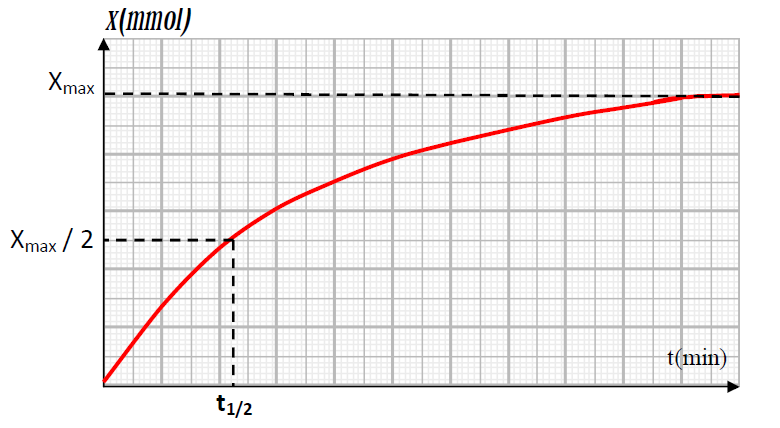 X(mmol)
Xmax
Xmax / 2
t(min)
t1/2